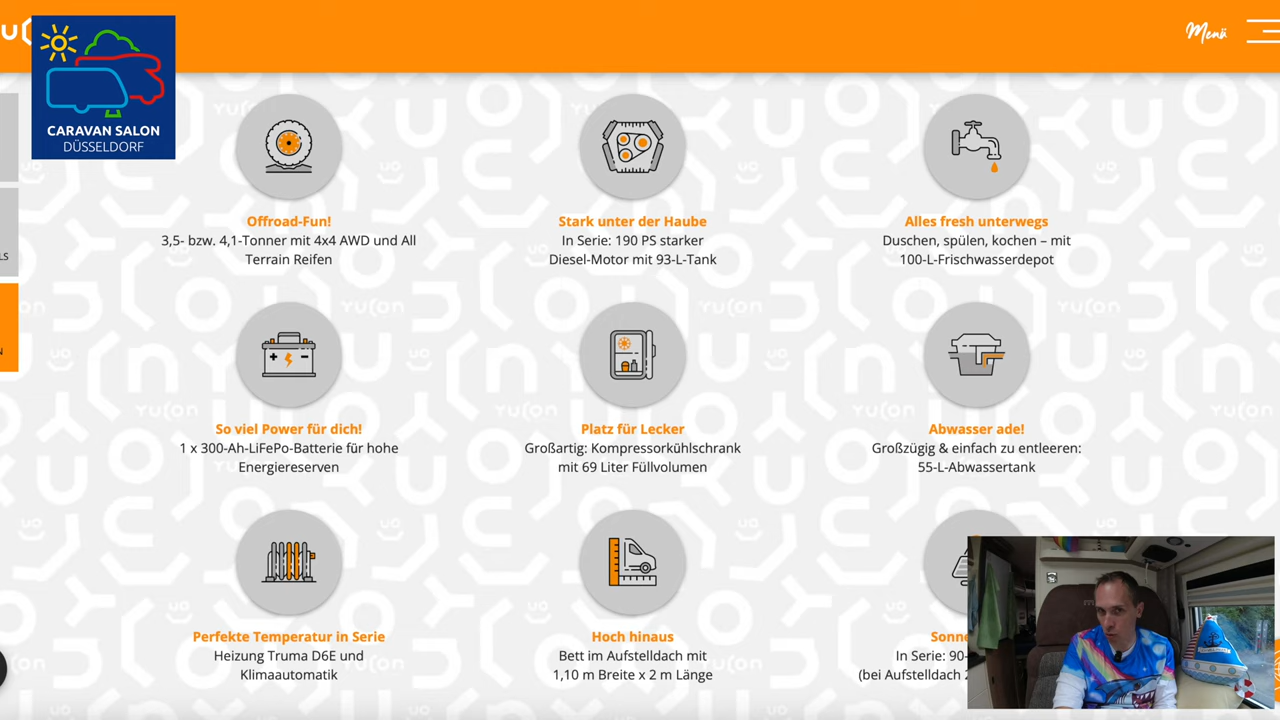 Menü
CARAVAN SALON
DÜSSELDORF
Offroad-Fun!
3,5- bzw. 4,1-Tonner mit 4x4 AWD und All
Terrain Reifen
Stark unter der Haube
In Serie: 190 PS starker
Diesel-Motor mit 93-L-Tank
Alles fresh unterwegs
Duschen, spülen, kochen – mit
100-L-Frischwasserdepot
So viel Power für dich!
1 x 300-Ah-LiFePo-Batterie für hohe
Energiereserven
Platz für Lecker
Großartig: Kompressorkühlschrank
mit 69 Liter Füllvolumen
Abwasser ade!
Großzügig & einfach zu entleeren:
55-L-Abwassertank
Perfekte Temperatur in Serie
Heizung Truma D6E und
Klimaautomatik
Hoch hinaus
Bett im Aufstelldach mit
1,10 m Breite x 2 m Länge
Sonne
In Serie: 90-
(bei Aufstelldach 2